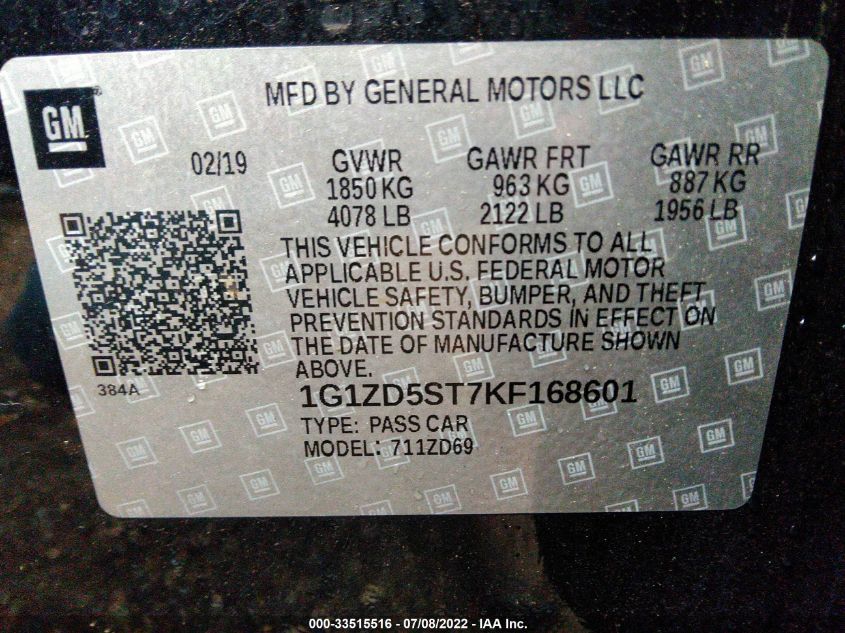 MFD BY GENERAL MOTORS LLC
GM
®
02/19
GVWR GAWR FRT GAWR RR
1850 KG 963 KG 887 KG
4078 LB 2122 LB 1956 LB
THIS VEHICLE CONFORMS TO ALL
APPLICABLE U.S. FEDERAL MOTOR
VEHICLE SAFETY, BUMPER, AND THEFT
PREVENTION STANDARDS IN EFFECT ON
THE DATE OF MANUFACTURE SHOWN
ABOVE.
384A
1G1ZD5ST7KF168601
TYPE: PASS CAR
MODEL: 711ZD69
000-33515516 - 07/08/2022 - IAA Inc.